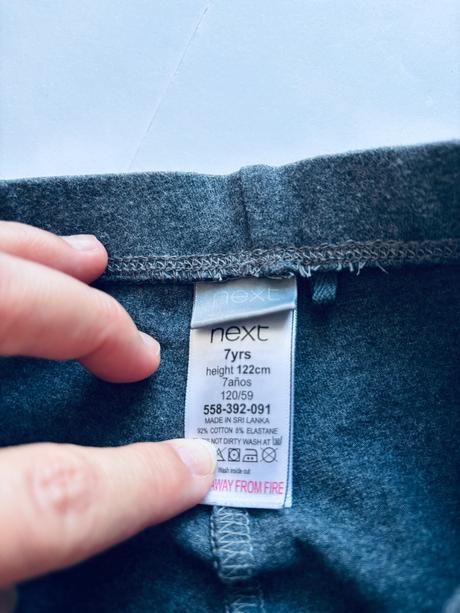 next
next
7yrs
height 122cm
7años
120/59
558-392-091
MADE IN SRI LANKA
92% COTTON 8% ELASTANE
NOT DIRTY WASH AT
Wash inside out
AWAY FROM FIRE